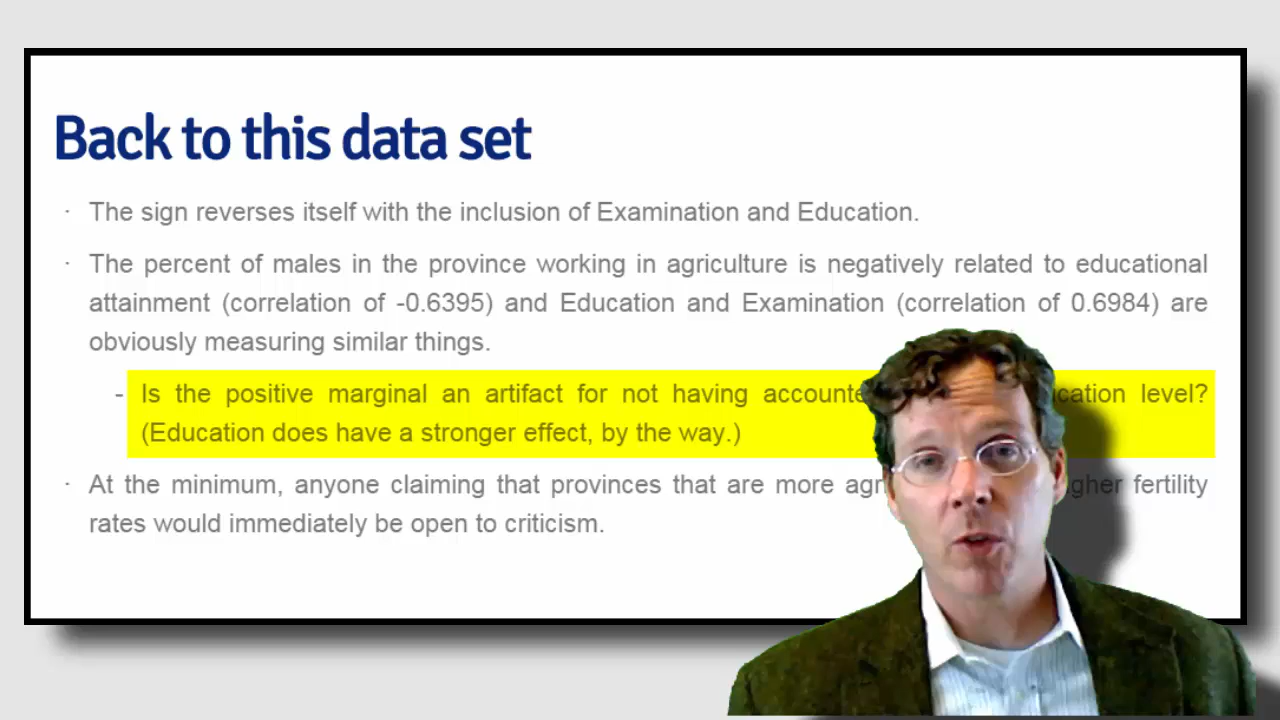 Back to this data set
· The sign reverses itself with the inclusion of Examination and Education.
· The percent of males in the province working in agriculture is negatively related to educational
attainment (correlation of -0.6395) and Education and Examination (correlation of 0.6984) are
obviously measuring similar things.
- Is the positive marginal an artifact for not having level?
(Education does have a stronger effect, by the way.)
· At the minimum, anyone claiming that provinces that are more fertility
rates would immediately be open to criticism.